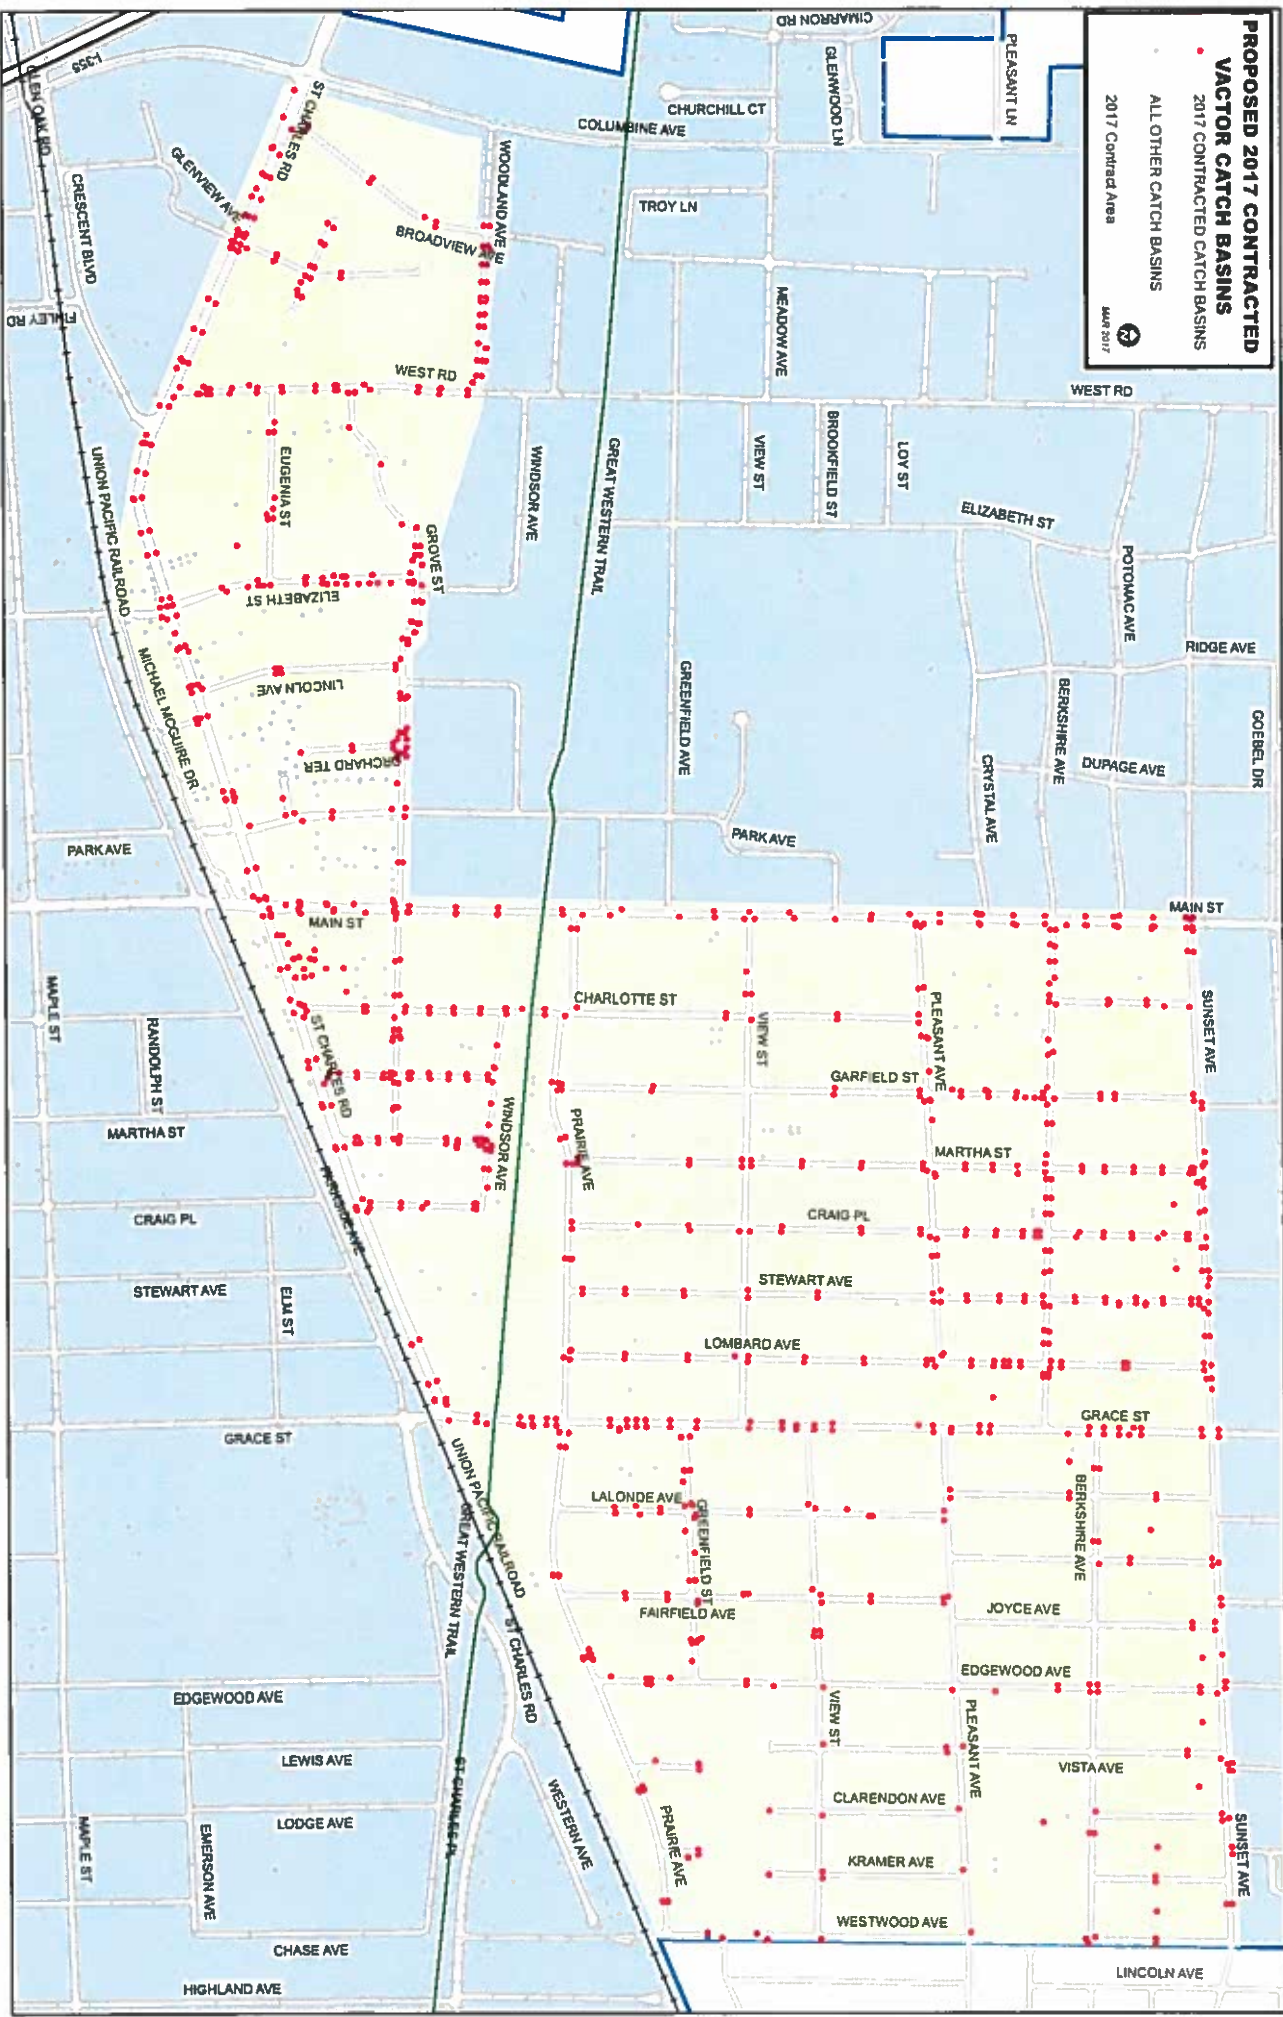 PROPOSED 2017 CONTRACTED
VACTOR CATCH BASINS
2017 CONTRACTED CATCH BASINS
ALL OTHER CATCH BASINS
2017 Contract Area
MAR 2017
N
CIMARRON RD
GLENWOOD LN
PLEASANT LN
CHURCHILL CT
COLUMBINE AVE
I-355
GLEN OAK RD
ST CHARLES RD
GLENVIEW AVE
CRESCENT BLVD
FINLEY RD
WOODLAND AVE
BROADVIEW AVE
TROY LN
MEADOW AVE
WEST RD
WEST RD
EUGENIA ST
UNION PACIFIC RAILROAD
WINDSOR AVE
GREAT WESTERN TRAIL
VIEW ST
BROOKFIELD ST
LOY ST
ELIZABETH ST
POTOMAC AVE
RIDGE AVE
GROVE ST
ELIZABETH ST
MICHAEL MCGUIRE DR
LINCOLN AVE
ORCHARD TER
GREENFIELD AVE
BERKSHIRE AVE
GOEBEL DR
DUPAGE AVE
CRYSTAL AVE
PARK AVE
PARK AVE
MAIN ST
MAIN ST
CHARLOTTE ST
MAPLE ST
RANDOLPH ST
ST CHARLES RD
MARTHA ST
WINDSOR AVE
PRAIRIE AVE
VIEW ST
PLEASANT AVE
SUNSET AVE
GARFIELD ST
MARTHA ST
CRAIG PL
CRAIG PL
PARKSIDE AVE
STEWART AVE
STEWART AVE
ELM ST
LOMBARD AVE
GRACE ST
GRACE ST
UNION PACIFIC RAILROAD
GREAT WESTERN TRAIL
LALONDE AVE
GREENFIELD ST
BERKSHIRE AVE
FAIRFIELD AVE
JOYCE AVE
ST CHARLES RD
EDGEWOOD AVE
EDGEWOOD AVE
VIEW ST
PLEASANT AVE
LEWIS AVE
VISTA AVE
ST CHARLES PL
WESTERN AVE
CLARENDON AVE
LODGE AVE
MAPLE ST
EMERSON AVE
PRAIRIE AVE
KRAMER AVE
SUNSET AVE
WESTWOOD AVE
CHASE AVE
LINCOLN AVE
HIGHLAND AVE